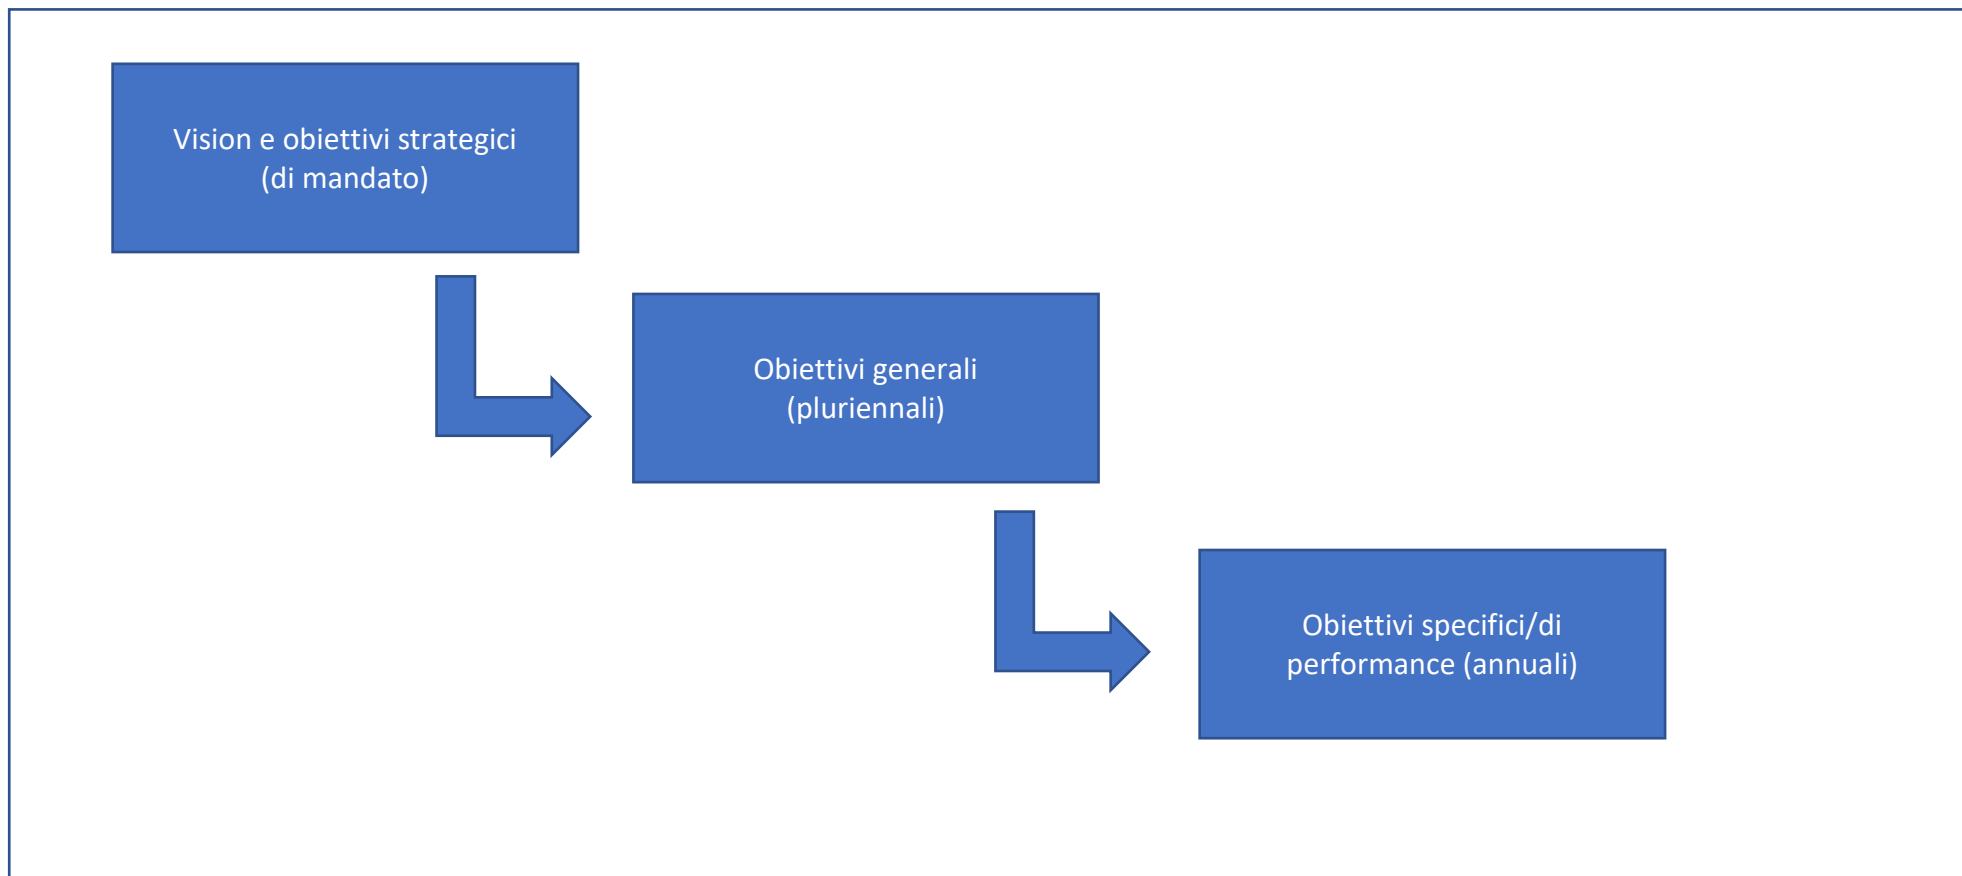 Vision e obiettivi strategici
(di mandato)
Obiettivi generali
(pluriennali)
Obiettivi specifici/di
performance (annuali)